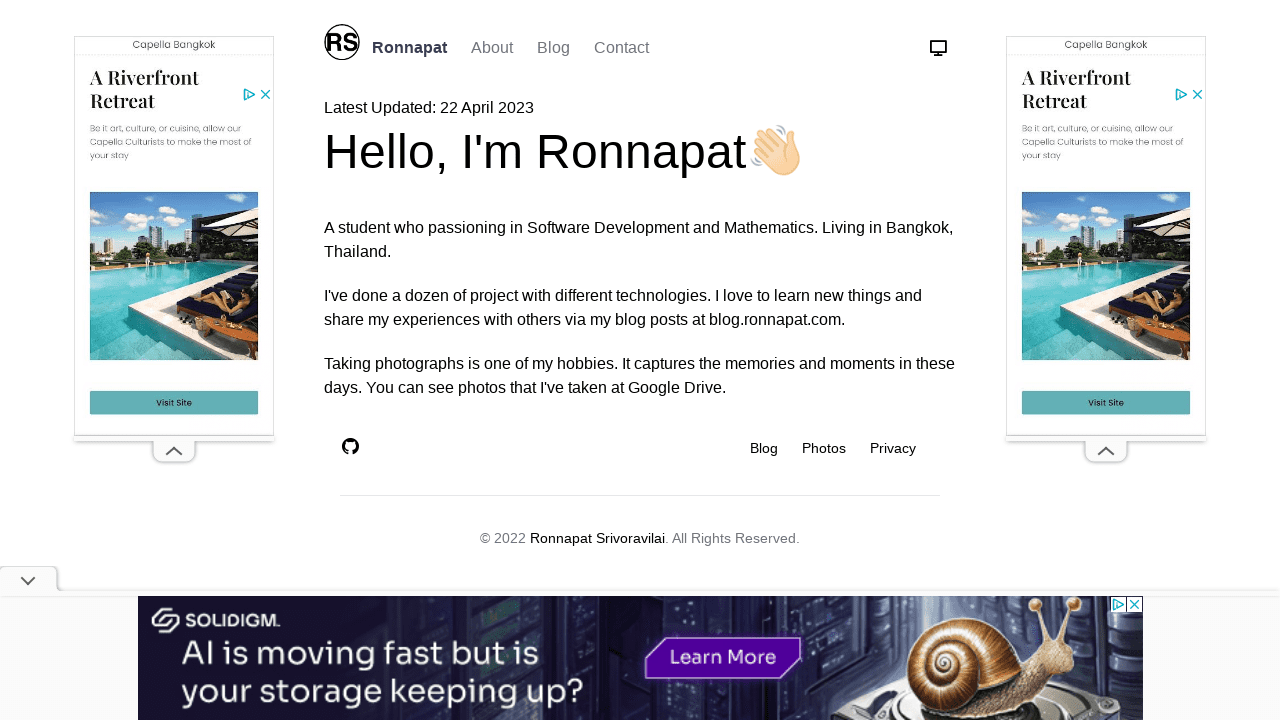 RS
Ronnapat About Blog Contact
Latest Updated: 22 April 2023
Hello, I'm Ronnapat
A student who passioning in Software Development and Mathematics. Living in Bangkok,
Thailand.
I've done a dozen of project with different technologies. I love to learn new things and
share my experiences with others via my blog posts at blog.ronnapat.com.
Taking photographs is one of my hobbies. It captures the memories and moments in these
days. You can see photos that I've taken at Google Drive.
Blog Photos Privacy
© 2022 Ronnapat Srivoravilai. All Rights Reserved.
Capella Bangkok
A Riverfront
Retreat
Be it art, culture, or cuisine, allow our
Capella Culturists to make the most of
your stay
Visit Site
Capella Bangkok
A Riverfront
Retreat
Be it art, culture, or cuisine, allow our
Capella Culturists to make the most of
your stay
Visit Site
SOLIDIGM.
AI is moving fast but is
your storage keeping up?
Learn More